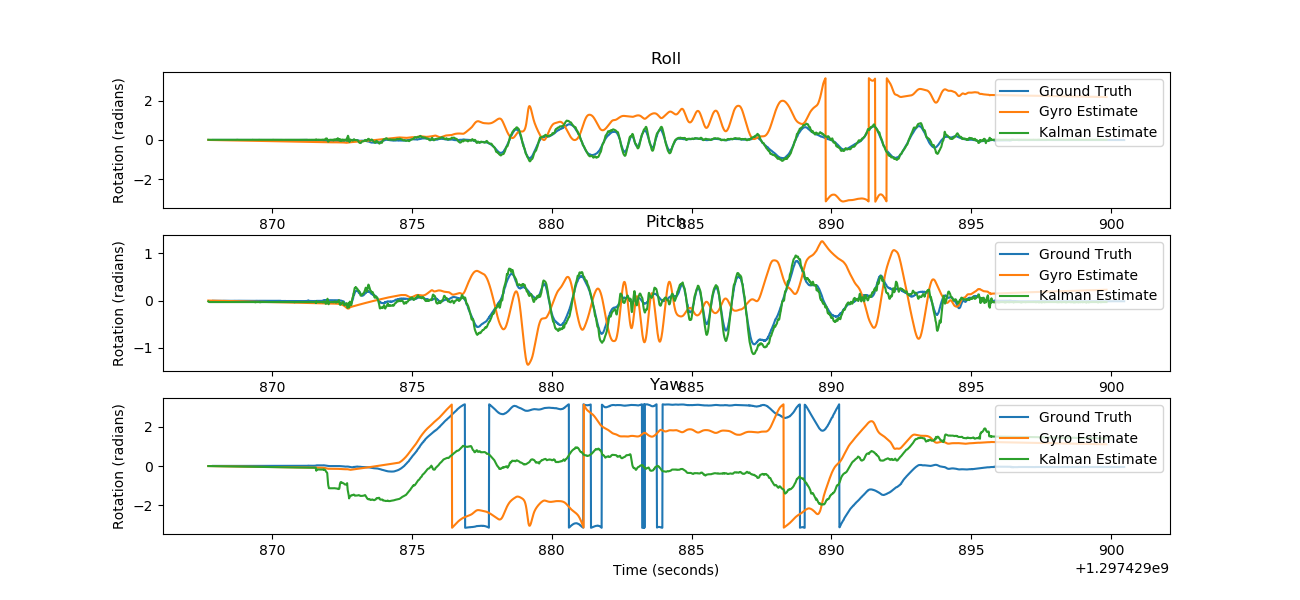 Roll
Rotation (radians)
2
0
−2
Ground Truth
Gyro Estimate
Kalman Estimate
870 875 880 885 890 895 900
Pitch
Rotation (radians)
1
0
−1
Ground Truth
Gyro Estimate
Kalman Estimate
870 875 880 885 890 895 900
Yaw
Rotation (radians)
2
0
−2
Ground Truth
Gyro Estimate
Kalman Estimate
870 875 880 885 890 895 900
Time (seconds)
+1.297429e9